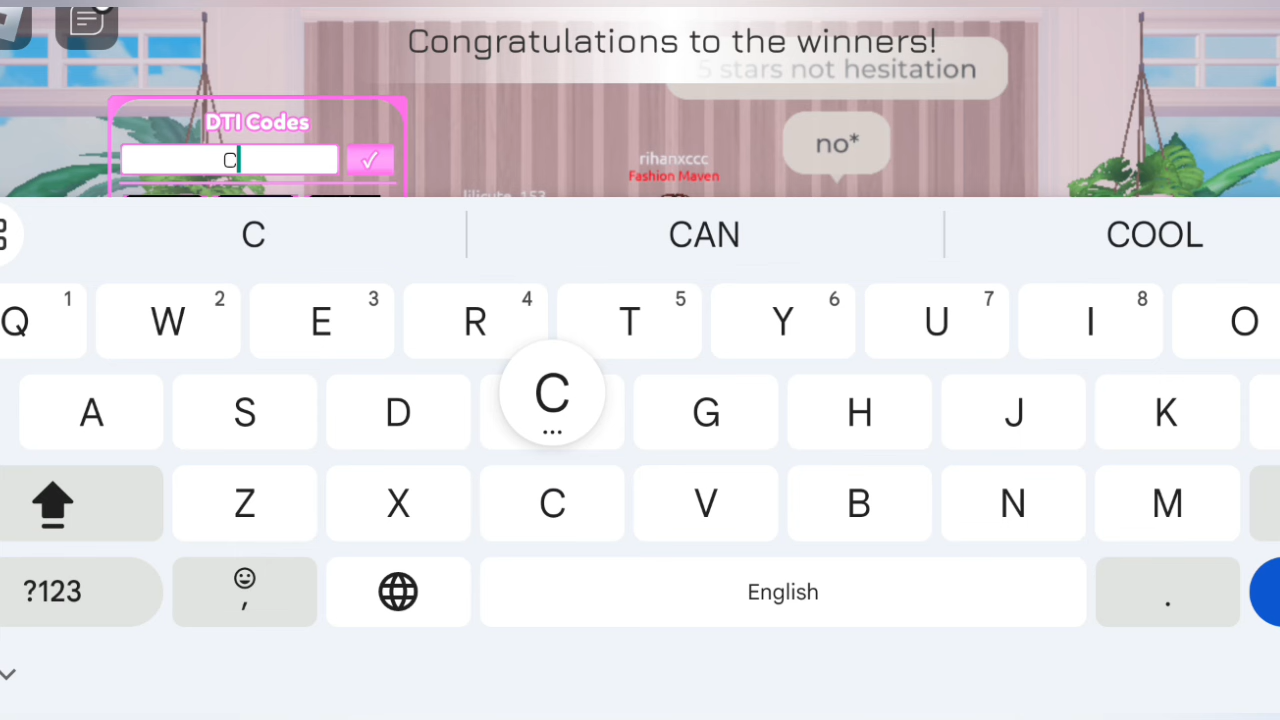 Congratulations to the winners!
5 stars not hesitation
DTI Codes
C
no*
rihanxccc
Fashion Maven
C
CAN
COOL
Q 1 W 2 E 3 R 4 T 5 Y 6 U 7 I 8 O
A S D C ... G H J K
Z X C V B N M
?123 , English .